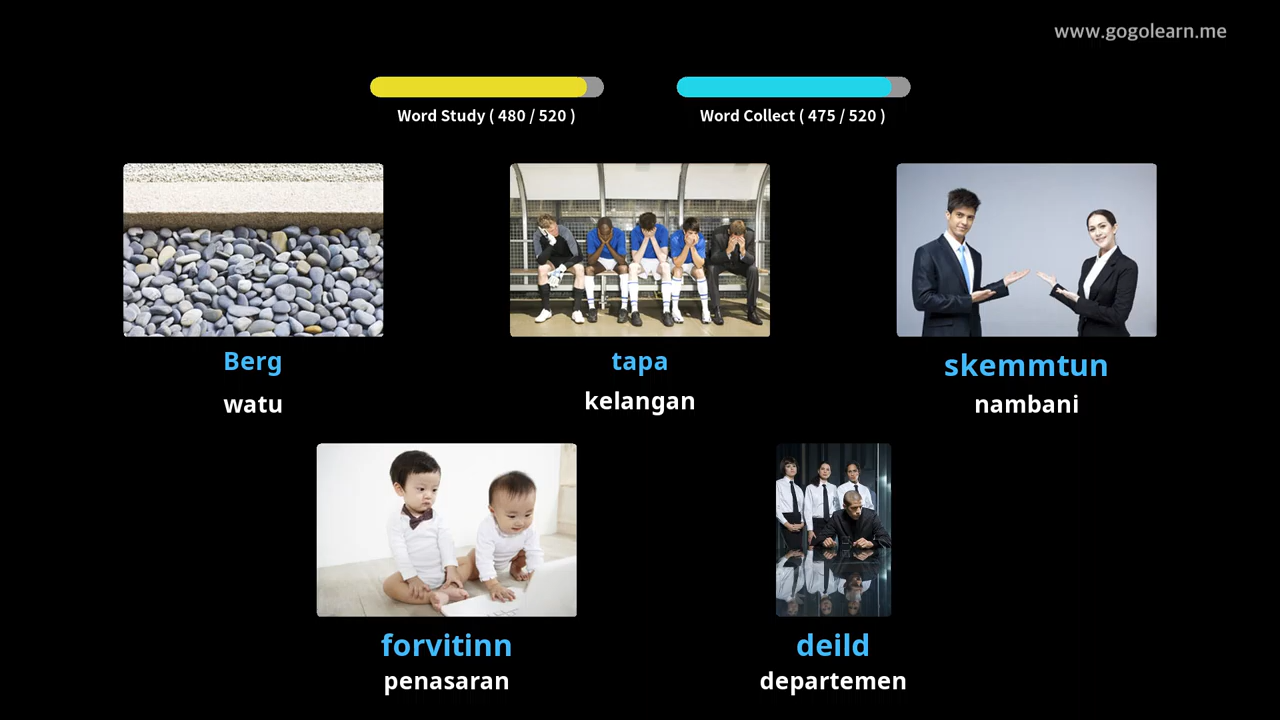 www.gogolearn.me
Word Study ( 480 / 520 )
Word Collect ( 475 / 520 )
Berg
watu
tapa
kelangan
skemmtun
nambani
forvitinn
penasaran
deild
departemen